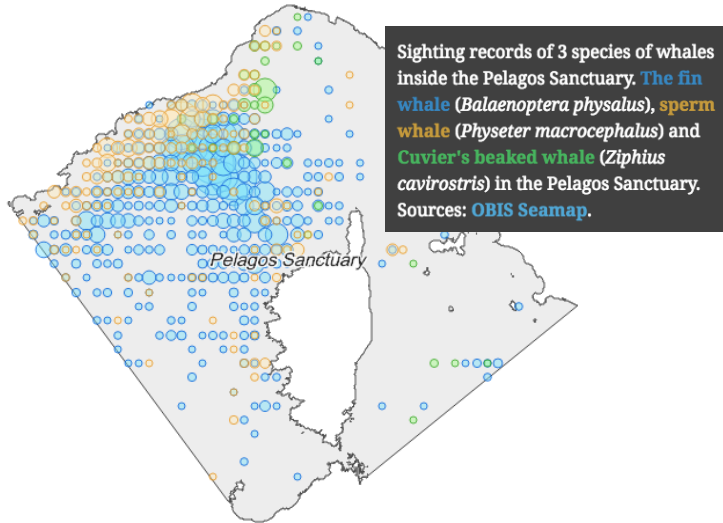 Sighting records of 3 species of whales
inside the Pelagos Sanctuary. The fin
whale (Balaenoptera physalus), sperm
whale (Physeter macrocephalus) and
Cuvier's beaked whale (Ziphius
cavirostris) in the Pelagos Sanctuary.
Sources: OBIS Seamap.
Pelagos Sanctuary